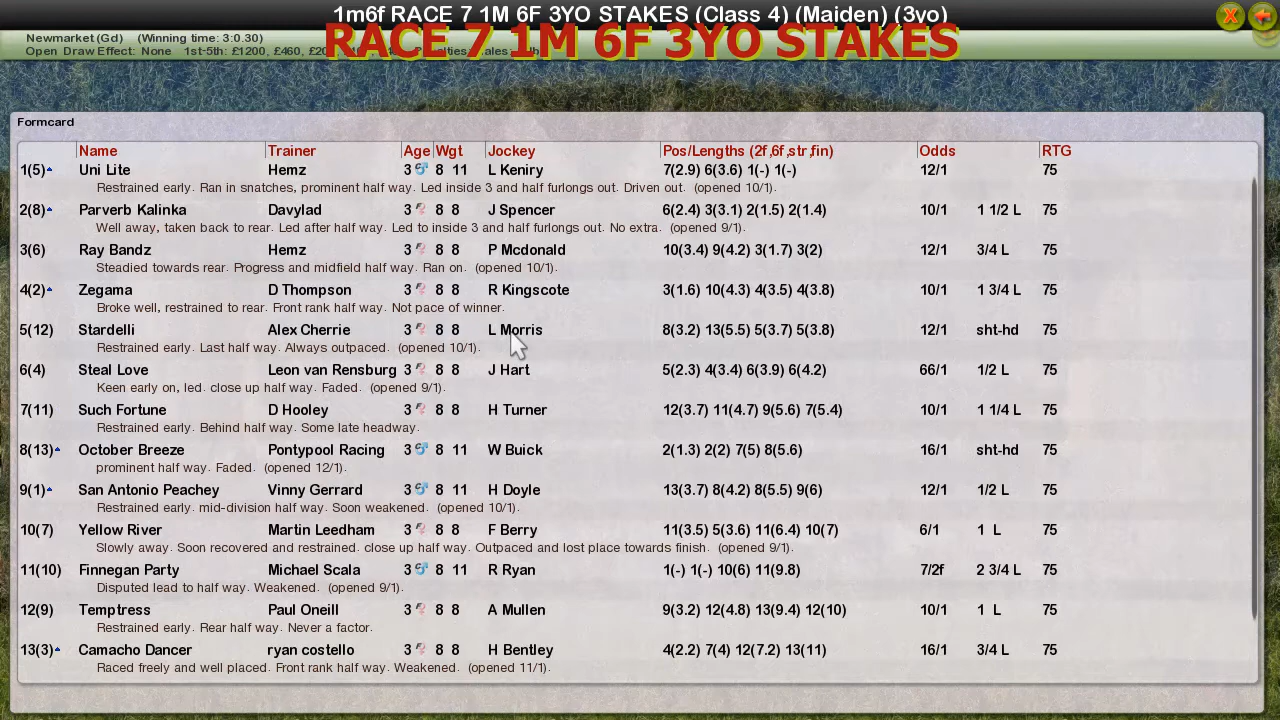 1m6f RACE 7 1M 6F 3YO STAKES (Class 4) (Maiden) (3yo)
RACE 7 1M 6F 3YO STAKES
Newmarket (Gd) (Winning time: 3:0.30)
Open Draw Effect: None 1st-5th: £1200, £460,
Formcard
Name Trainer Age Wgt Jockey Pos/Lengths (2f,6f,str,fin) Odds RTG
1(5) Uni Lite Hemz 3 8 11 L Keniry 7(2.9) 6(3.6) 1(-) 1(-) 12/1 75
Restrained early. Ran in snatches, prominent half way. Led inside 3 and half furlongs out. Driven out. (opened 10/1).
2(8) Parverb Kalinka Davylad 3 8 8 J Spencer 6(2.4) 3(3.1) 2(1.5) 2(1.4) 10/1 1 1/2 L 75
Well away, taken back to rear. Led after half way. Led to inside 3 and half furlongs out. No extra. (opened 9/1).
3(6) Ray Bandz Hemz 3 8 8 P Mcdonald 10(3.4) 9(4.2) 3(1.7) 3(2) 12/1 3/4 L 75
Steadied towards rear. Progress and midfield half way. Ran on. (opened 10/1).
4(2) Zegama D Thompson 3 8 8 R Kingscote 3(1.6) 10(4.3) 4(3.5) 4(3.8) 10/1 1 3/4 L 75
Broke well, restrained to rear. Front rank half way. Not pace of winner.
5(12) Stardelli Alex Cherrie 3 8 8 L Morris 8(3.2) 13(5.5) 5(3.7) 5(3.8) 12/1 sht-hd 75
Restrained early. Last half way. Always outpaced. (opened 10/1).
6(4) Steal Love Leon van Rensburg 3 8 8 J Hart 5(2.3) 4(3.4) 6(3.9) 6(4.2) 66/1 1/2 L 75
Keen early on, led. close up half way. Faded. (opened 9/1).
7(11) Such Fortune D Hooley 3 8 8 H Turner 12(3.7) 11(4.7) 9(5.6) 7(5.4) 10/1 1 1/4 L 75
Restrained early. Behind half way. Some late headway.
8(13) October Breeze Pontypool Racing 3 8 11 W Buick 2(1.3) 2(2) 7(5) 8(5.6) 16/1 sht-hd 75
prominent half way. Faded. (opened 12/1).
9(1) San Antonio Peachey Vinny Gerrard 3 8 11 H Doyle 13(3.7) 8(4.2) 8(5.5) 9(6) 12/1 1/2 L 75
Restrained early. mid-division half way. Soon weakened. (opened 10/1).
10(7) Yellow River Martin Leedham 3 8 8 F Berry 11(3.5) 5(3.6) 11(6.4) 10(7) 6/1 1 L 75
Slowly away. Soon recovered and restrained. close up half way. Outpaced and lost place towards finish. (opened 9/1).
11(10) Finnegan Party Michael Scala 3 8 11 R Ryan 1(-) 1(-) 10(6) 11(9.8) 7/2f 2 3/4 L 75
Disputed lead to half way. Weakened. (opened 9/1).
12(9) Temptress Paul Oneill 3 8 8 A Mullen 9(3.2) 12(4.8) 13(9.4) 12(10) 10/1 1 L 75
Restrained early. Rear half way. Never a factor.
13(3) Camacho Dancer ryan costello 3 8 8 H Bentley 4(2.2) 7(4) 12(7.2) 13(11) 16/1 3/4 L 75
Raced freely and well placed. Front rank half way. Weakened. (opened 11/1).